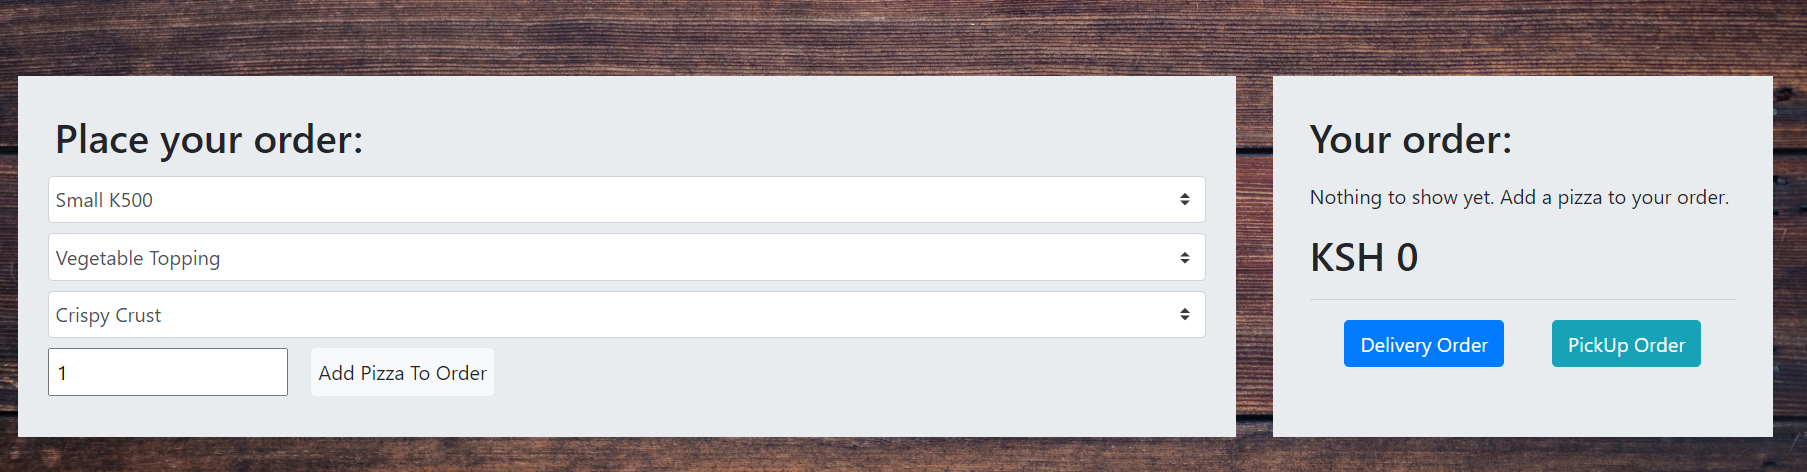 Place your order:
Small K500
Vegetable Topping
Crispy Crust
1
Add Pizza To Order
Your order:
Nothing to show yet. Add a pizza to your order.
KSH 0
Delivery Order
PickUp Order